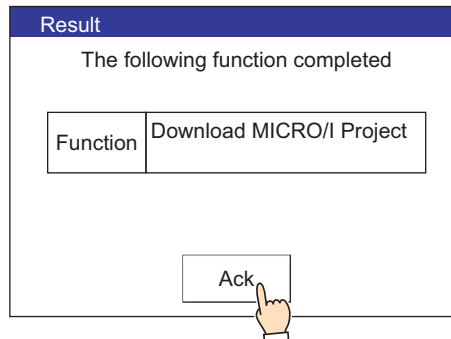 Result
The following function completed
Function
Download MICRO/I Project
Ack